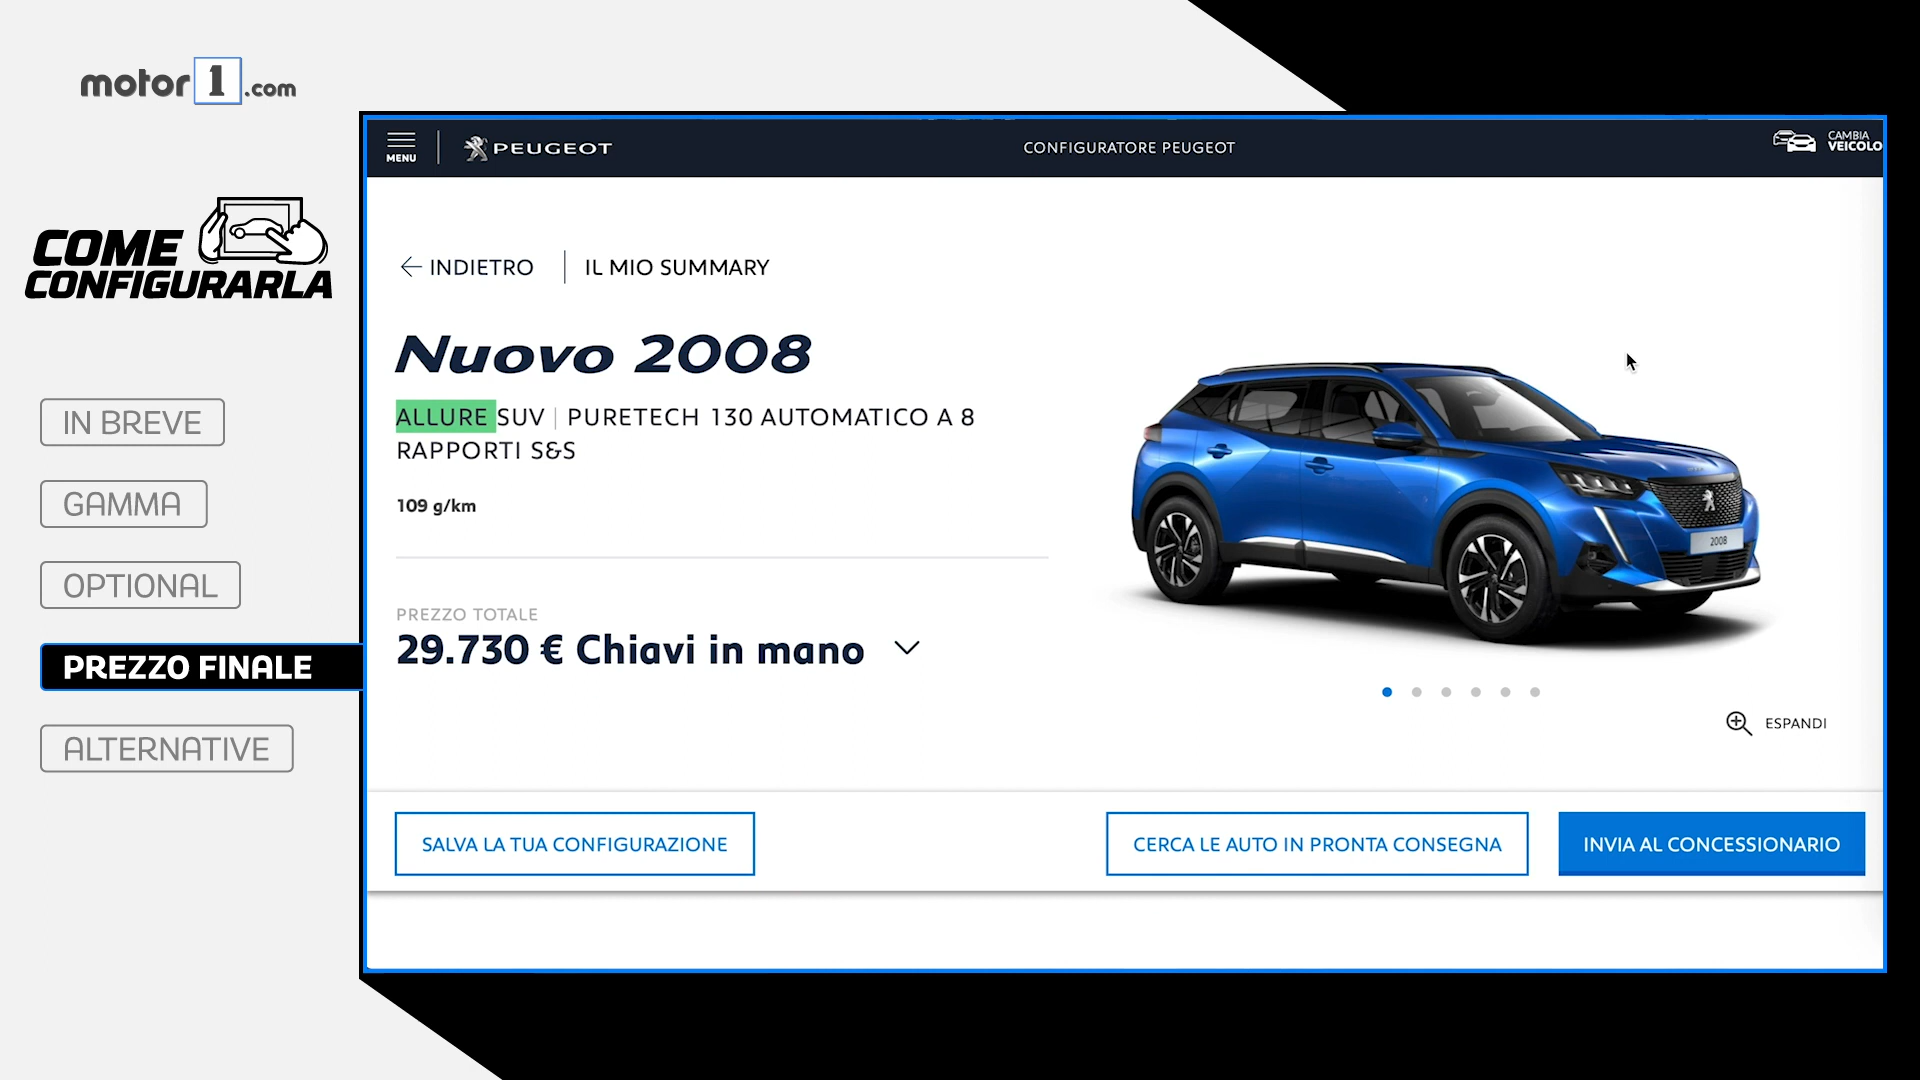 motor1.com
COME
CONFIGURARLA
IN BREVE
GAMMA
OPTIONAL
PREZZO FINALE
ALTERNATIVE
MENU
PEUGEOT
CONFIGURATORE PEUGEOT
CAMBIA
VEICOLO
INDIETRO
IL MIO SUMMARY
Nuovo 2008
ALLURE SUV | PURETECH 130 AUTOMATICO A 8
RAPPORTI S&S
109 g/km
PREZZO TOTALE
29.730 € Chiavi in mano
2008
ESPANDI
SALVA LA TUA CONFIGURAZIONE
CERCA LE AUTO IN PRONTA CONSEGNA
INVIA AL CONCESSIONARIO